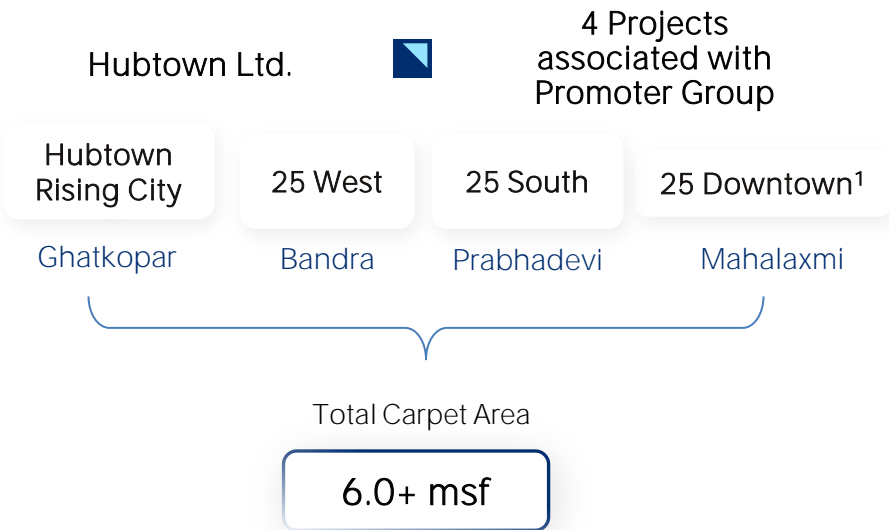 Hubtown Ltd.
4 Projects
associated with
Promoter Group
Hubtown
Rising City
25 West
25 South
25 Downtown¹
Ghatkopar
Bandra
Prabhadevi
Mahalaxmi
Total Carpet Area
6.0+ msf